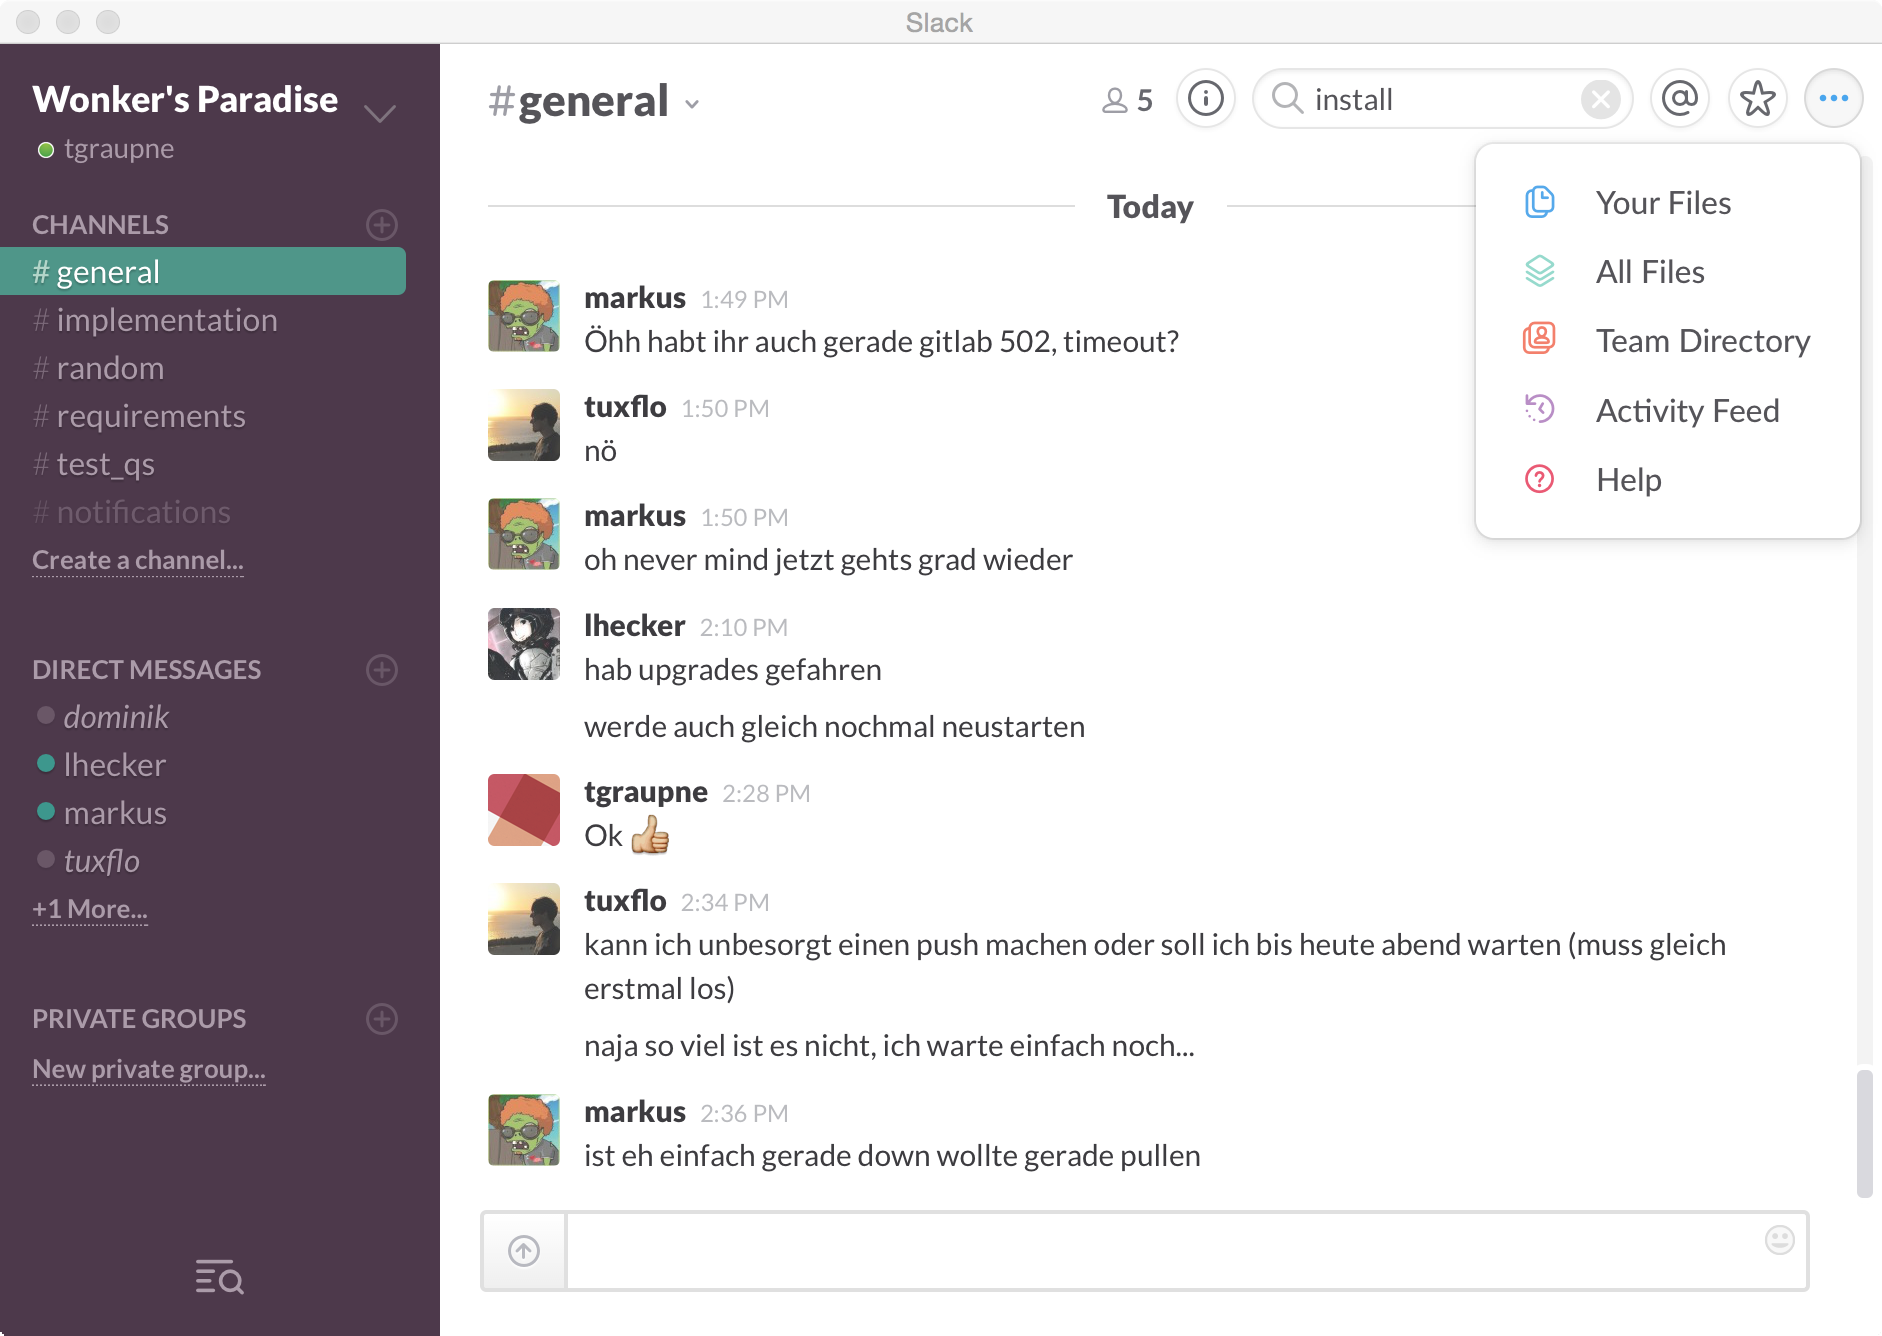 Slack
Wonker's Paradise
tgraupne
CHANNELS
# general
# implementation
# random
# requirements
# test_qs
# notifications
Create a channel...
DIRECT MESSAGES
dominik
lhecker
markus
tuxflo
+1 More...
PRIVATE GROUPS
New private group...
#general
5
install
Your Files
All Files
Team Directory
Activity Feed
Help
Today
markus 1:49 PM
Öhh habt ihr auch gerade gitlab 502, timeout?
tuxflo 1:50 PM
nö
markus 1:50 PM
oh never mind jetzt gehts grad wieder
lhecker 2:10 PM
hab upgrades gefahren
werde auch gleich nochmal neustarten
tgraupne 2:28 PM
Ok 👍
tuxflo 2:34 PM
kann ich unbesorgt einen push machen oder soll ich bis heute abend warten (muss gleich
erstmal los)
naja so viel ist es nicht, ich warte einfach noch...
markus 2:36 PM
ist eh einfach gerade down wollte gerade pullen